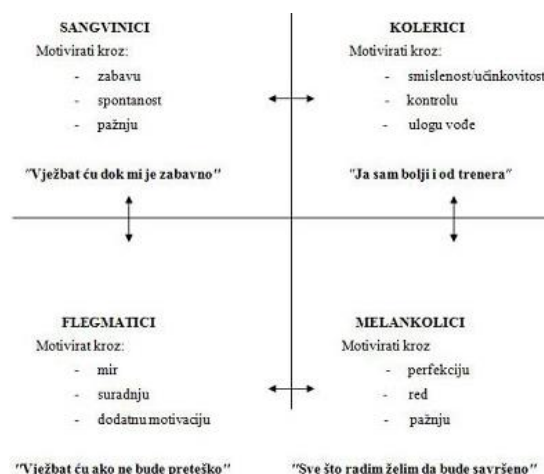 SANGVINICI
Motivirati kroz:
- zabavu
- spontanost
- pažnju
"Vježbat ću dok mi je zabavno"
KOLERICI
Motivirati kroz:
- smislenost/učinkovitost
- kontrolu
- ulogu vođe
"Ja sam bolji i od trenera"
FLEGMATICI
Motivirat kroz:
- mir
- suradnju
- dodatnu motivaciju
"Vježbat ću ako ne bude preteško"
MELANKOLICI
Motivirati kroz
- perfekciju
- red
- pažnju
"Sve što radim želim da bude savršeno"